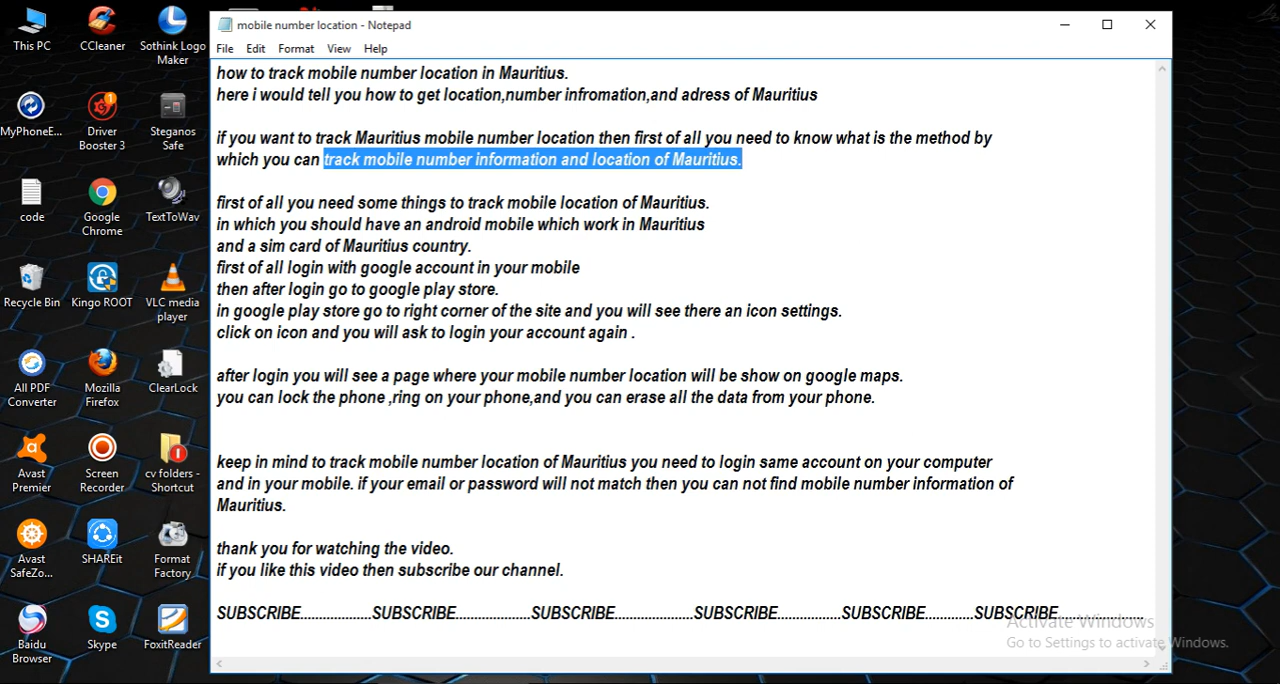 mobile number location - Notepad
File Edit Format View Help
how to track mobile number location in Mauritius.
here i would tell you how to get location,number infromation,and adress of Mauritius
if you want to track Mauritius mobile number location then first of all you need to know what is the method by
which you can track mobile number information and location of Mauritius.
first of all you need some things to track mobile location of Mauritius.
in which you should have an android mobile which work in Mauritius
and a sim card of Mauritius country.
first of all login with google account in your mobile
then after login go to google play store.
in google play store go to right corner of the site and you will see there an icon settings.
click on icon and you will ask to login your account again .
after login you will see a page where your mobile number location will be show on google maps.
you can lock the phone ,ring on your phone,and you can erase all the data from your phone.
keep in mind to track mobile number location of Mauritius you need to login same account on your computer
and in your mobile. if your email or password will not match then you can not find mobile number information of
Mauritius.
thank you for watching the video.
if you like this video then subscribe our channel.
SUBSCRIBE..................SUBSCRIBE...................SUBSCRIBE....................SUBSCRIBE................SUBSCRIBE............SUBSCRIBE......................
Activate Windows
Go to Settings to activate Windows.
This PC
CCleaner
Sothink Logo
Maker
MyPhoneE...
Driver
Booster 3
Steganos
Safe
code
Google
Chrome
TextToWav
Recycle Bin
Kingo ROOT
VLC media
player
All PDF
Converter
Mozilla
Firefox
ClearLock
Avast
Premier
Screen
Recorder
cv folders -
Shortcut
Avast
SafeZo...
SHAREit
Format
Factory
Baidu
Browser
Skype
FoxitReader